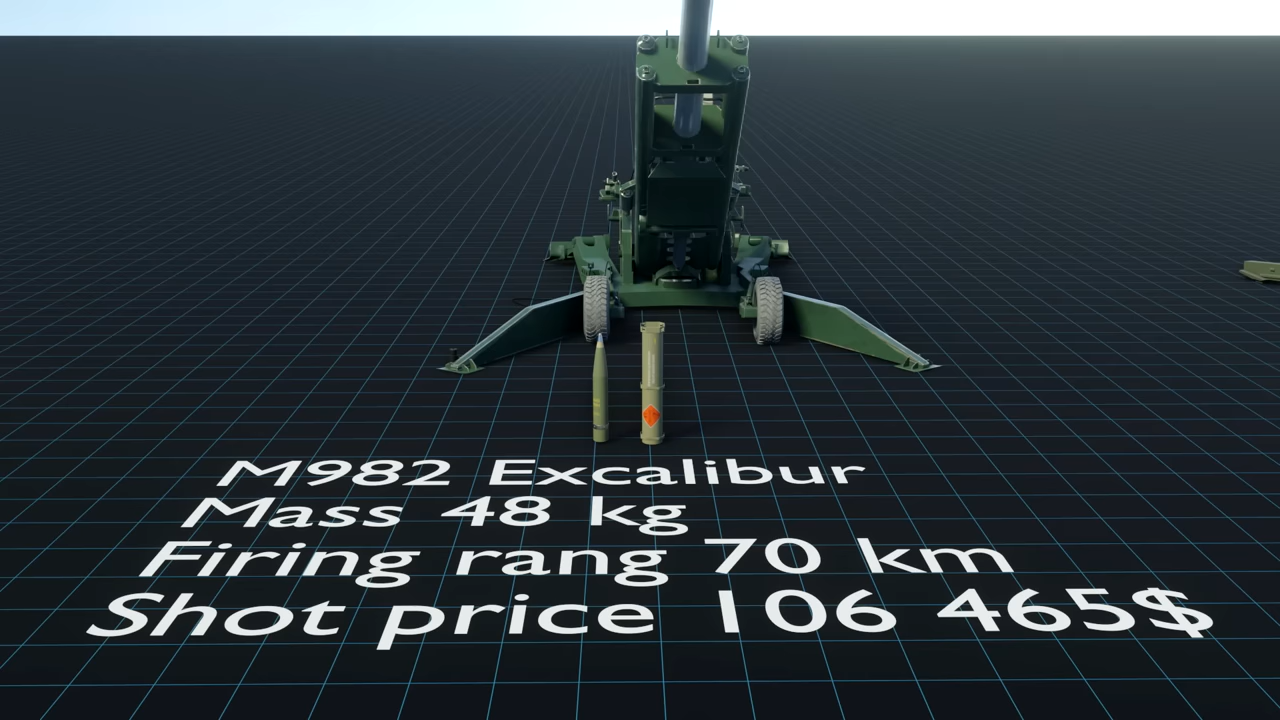 M982 Excalibur
Mass 48 kg
Firing rang 70 km
Shot price 106 465$